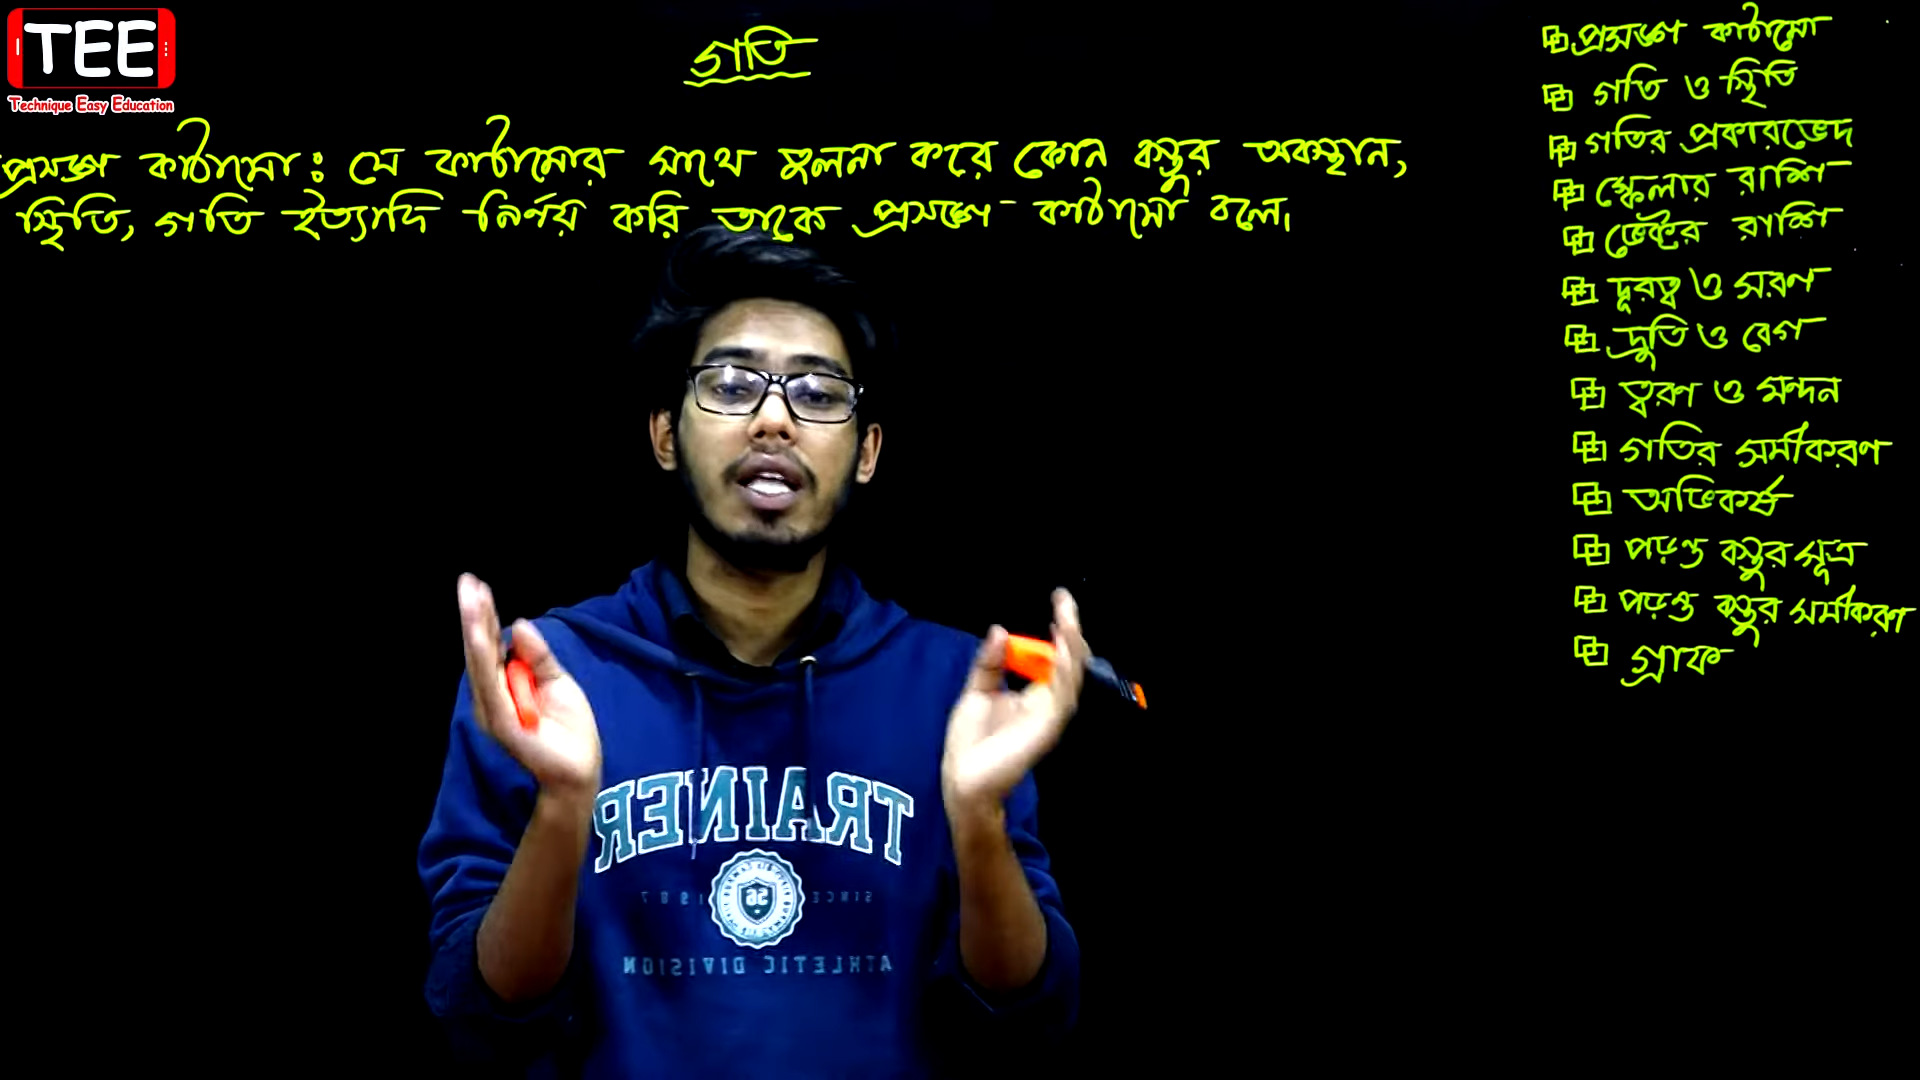 TEE
Technique Easy Education
গতি
প্রসঙ্গ কাঠামো : যে কাঠামোর সাথে তুলনা করে কোন বস্তুর অবস্থান,
স্থিতি, গতি ইত্যাদি নির্ণয় করি তাকে প্রসঙ্গ কাঠামো বলে।
প্রসঙ্গ কাঠামো
গতি ও স্থিতি
গতির প্রকারভেদ
স্কেলার রাশি
ভেক্টর রাশি
দূরত্ব ও সরণ
দ্রুতি ও বেগ
ত্বরণ ও মন্দন
গতির সমীকরণ
অভিকর্ষ
পড়ন্ত বস্তুর সূত্র
পড়ন্ত বস্তুর সমীকরণ
গ্রাফ
TRAINER
SINCE 1987
ATHLETIC DIVISION